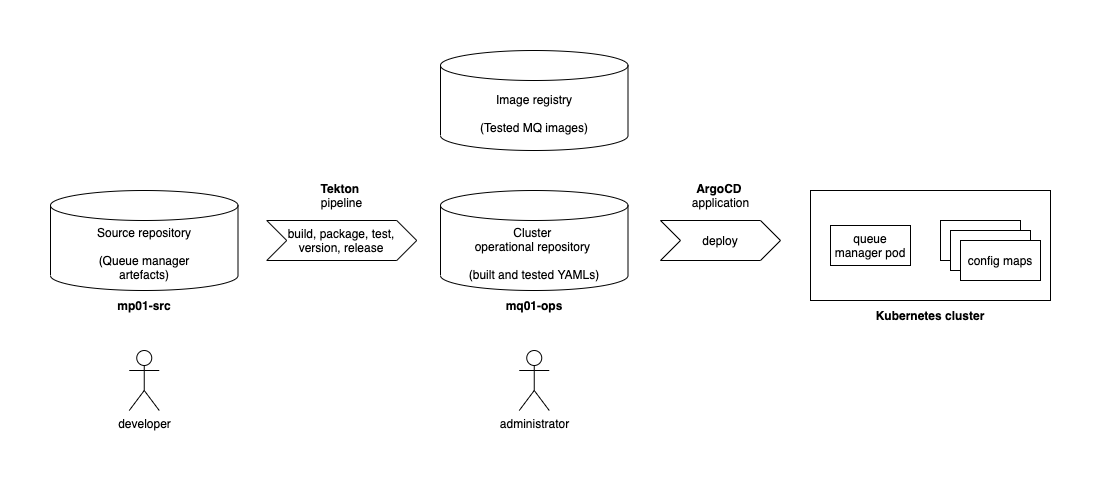 Image registry
(Tested MQ images)
Source repository
(Queue manager
artefacts)
mp01-src
Tekton
pipeline
build, package, test,
version, release
Cluster
operational repository
(built and tested YAMLs)
mq01-ops
ArgoCD
application
deploy
queue
manager pod
config maps
Kubernetes cluster
developer
administrator